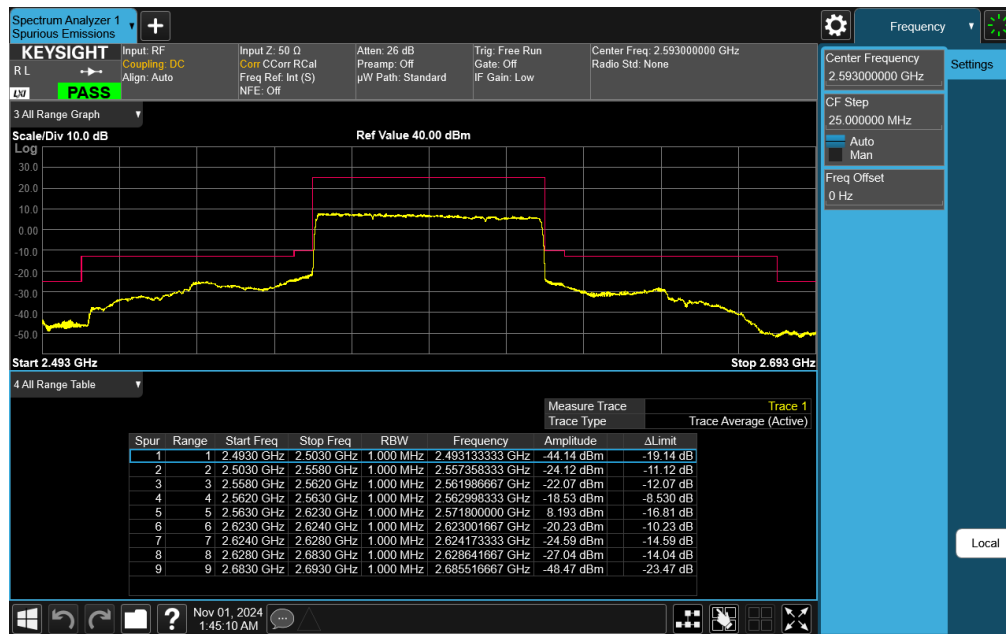 Spectrum Analyzer 1
Spurious Emissions
Frequency
KEYSIGHT
R L
LXI
PASS
Input: RF
Coupling: DC
Align: Auto
Input Z: 50 Ω
Corr CCorr RCal
Freq Ref: Int (S)
NFE: Off
Atten: 26 dB
Preamp: Off
µW Path: Standard
Trig: Free Run
Gate: Off
IF Gain: Low
Center Freq: 2.593000000 GHz
Radio Std: None
Center Frequency
2.593000000 GHz
Settings
CF Step
25.000000 MHz
Auto
Man
Freq Offset
0 Hz
3 All Range Graph
Scale/Div 10.0 dB
Ref Value 40.00 dBm
Log
30.0
20.0
10.0
0.00
-10.0
-20.0
-30.0
-40.0
-50.0
Start 2.493 GHz
Stop 2.693 GHz
4 All Range Table
Measure Trace Trace 1
Trace Type Trace Average (Active)
Spur Range Start Freq Stop Freq RBW Frequency Amplitude ΔLimit
1 1 2.4930 GHz 2.5030 GHz 1.000 MHz 2.493133333 GHz -44.14 dBm -19.14 dB
2 2 2.5030 GHz 2.5580 GHz 1.000 MHz 2.557358333 GHz -24.12 dBm -11.12 dB
3 3 2.5580 GHz 2.5620 GHz 1.000 MHz 2.561986667 GHz -22.07 dBm -12.07 dB
4 4 2.5620 GHz 2.5630 GHz 1.000 MHz 2.562998333 GHz -18.53 dBm -8.530 dB
5 5 2.5630 GHz 2.6230 GHz 1.000 MHz 2.571800000 GHz 8.193 dBm -16.81 dB
6 6 2.6230 GHz 2.6240 GHz 1.000 MHz 2.623001667 GHz -20.23 dBm -10.23 dB
7 7 2.6240 GHz 2.6280 GHz 1.000 MHz 2.624173333 GHz -24.59 dBm -14.59 dB
8 8 2.6280 GHz 2.6830 GHz 1.000 MHz 2.628641667 GHz -27.04 dBm -14.04 dB
9 9 2.6830 GHz 2.6930 GHz 1.000 MHz 2.685516667 GHz -48.47 dBm -23.47 dB
Local
Nov 01, 2024
1:45:10 AM